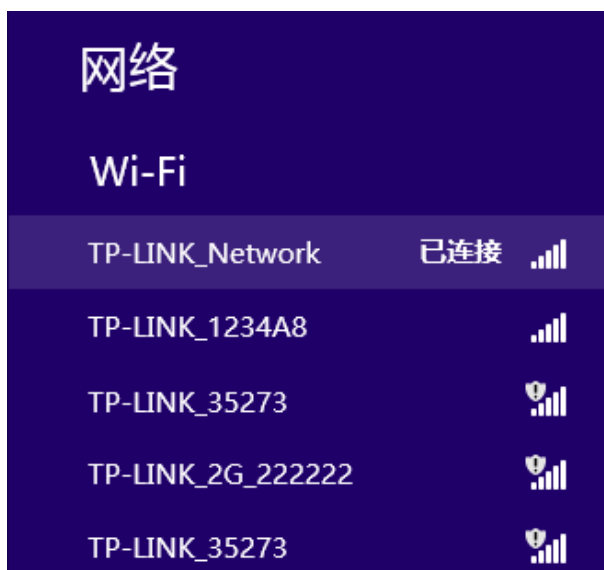 网络
Wi-Fi
TP-LINK_Network 已连接
TP-LINK_1234A8
TP-LINK_35273
TP-LINK_2G_222222
TP-LINK_35273